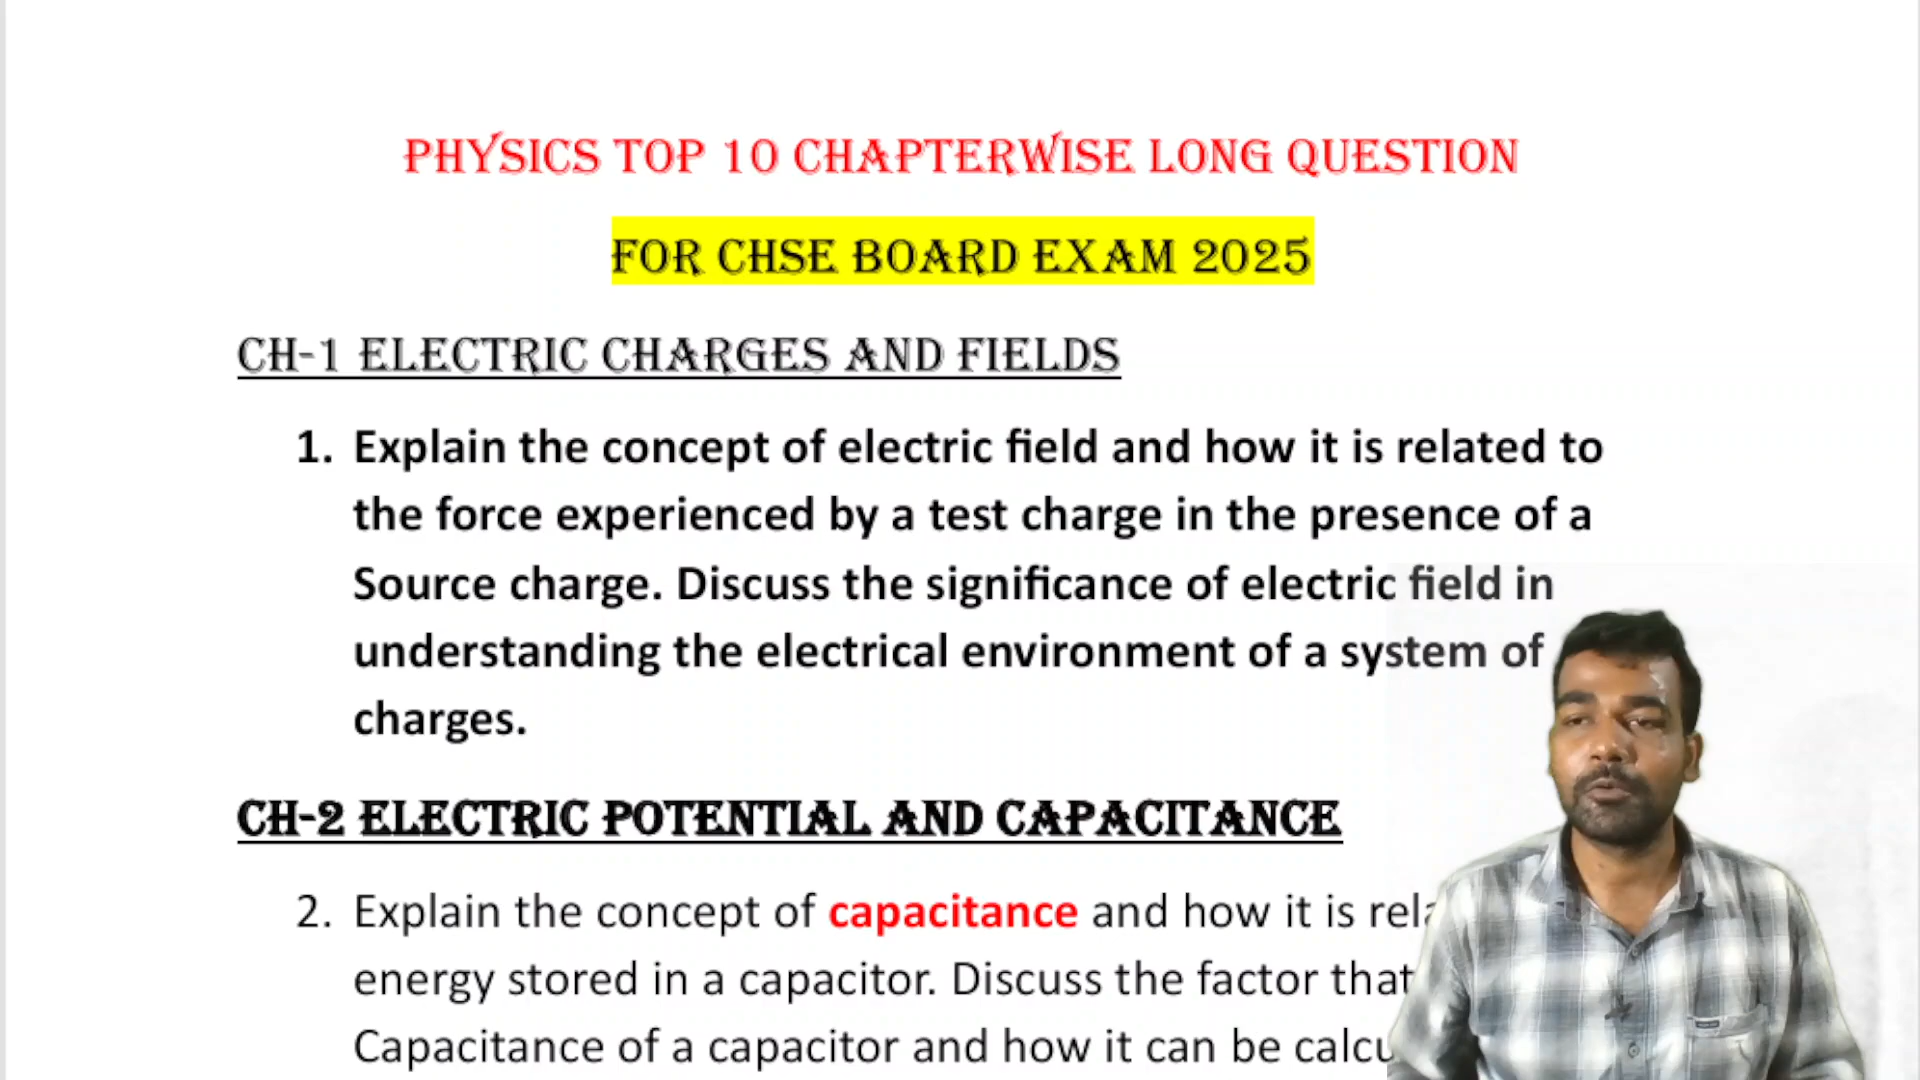 PHYSICS TOP 10 CHAPTERWISE LONG QUESTION
FOR CHSE BOARD EXAM 2025
CH-1 ELECTRIC CHARGES AND FIELDS
1. Explain the concept of electric field and how it is related to
the force experienced by a test charge in the presence of a
Source charge. Discuss the significance of electric field in
understanding the electrical environment of a system of
charges.
CH-2 ELECTRIC POTENTIAL AND CAPACITANCE
2. Explain the concept of capacitance and how it is
energy stored in a capacitor. Discuss the factor that
Capacitance of a capacitor and how it can be